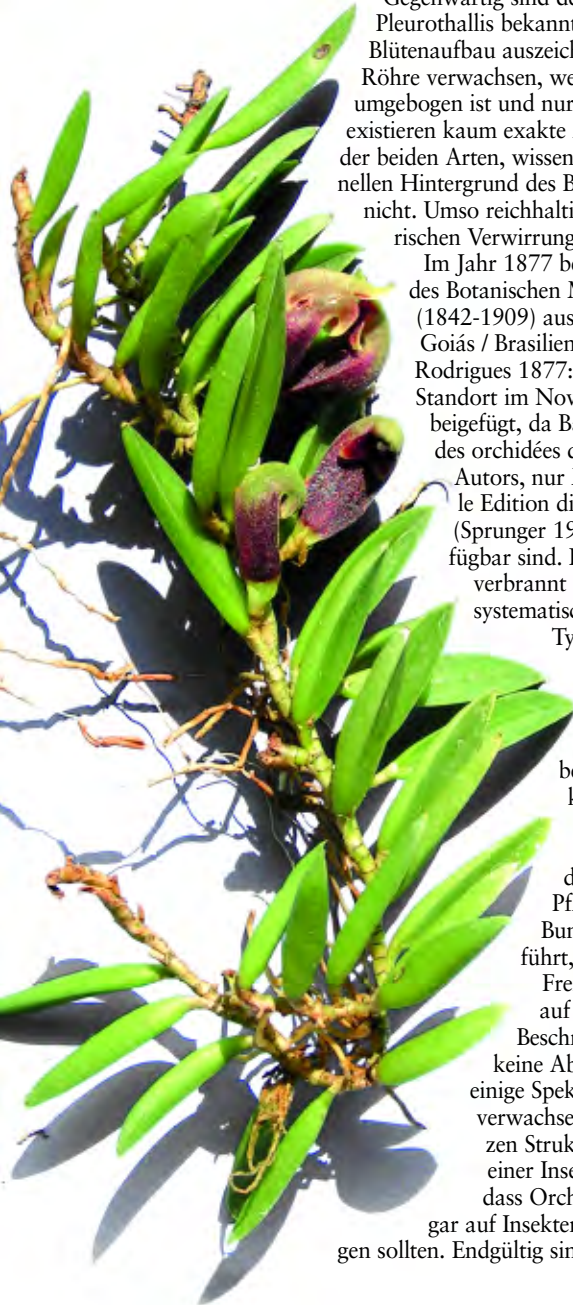 Gegenwärtig sind de
Pleurothallis bekannt
Blütenaufbau auszeich
Röhre verwachsen, we
umgebogen ist und nur
existieren kaum exakte
der beiden Arten, wissen
nellen Hintergrund des B
nicht. Umso reichhalti
rischen Verwirrung
Im Jahr 1877 be
des Botanischen M
(1842-1909) aus
Goiás / Brasilien
Rodrigues 1877:
Standort im Nov
beigefügt, da Ba
des orchidées d
Autors, nur
le Edition di
(Sprunger 19
fügbar sind.
verbrannt
systematisc
Ty
be
k
d
Pf
Bun
führt,
Fre
auf
Beschr
keine Ab
einige Spek
verwachse
zen Struk
einer Inse
dass Orch
gar auf Insekten
gen sollten. Endgültig sin